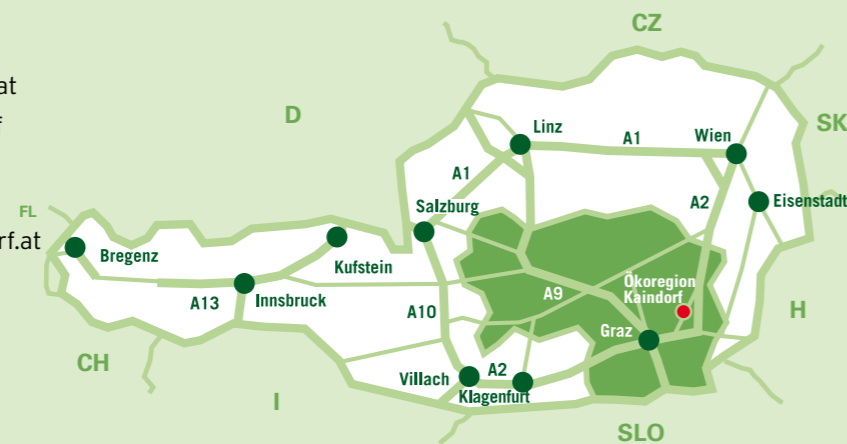 CZ
at
D
f
Linz
A1
Wien
SK
A1
Salzburg
A2
Eisenstadt
FL
rf.at
Bregenz
Kufstein
Ökoregion
Kaindorf
A9
A13
Innsbruck
A10
H
Graz
CH
Villach
A2
Klagenfurt
I
SLO